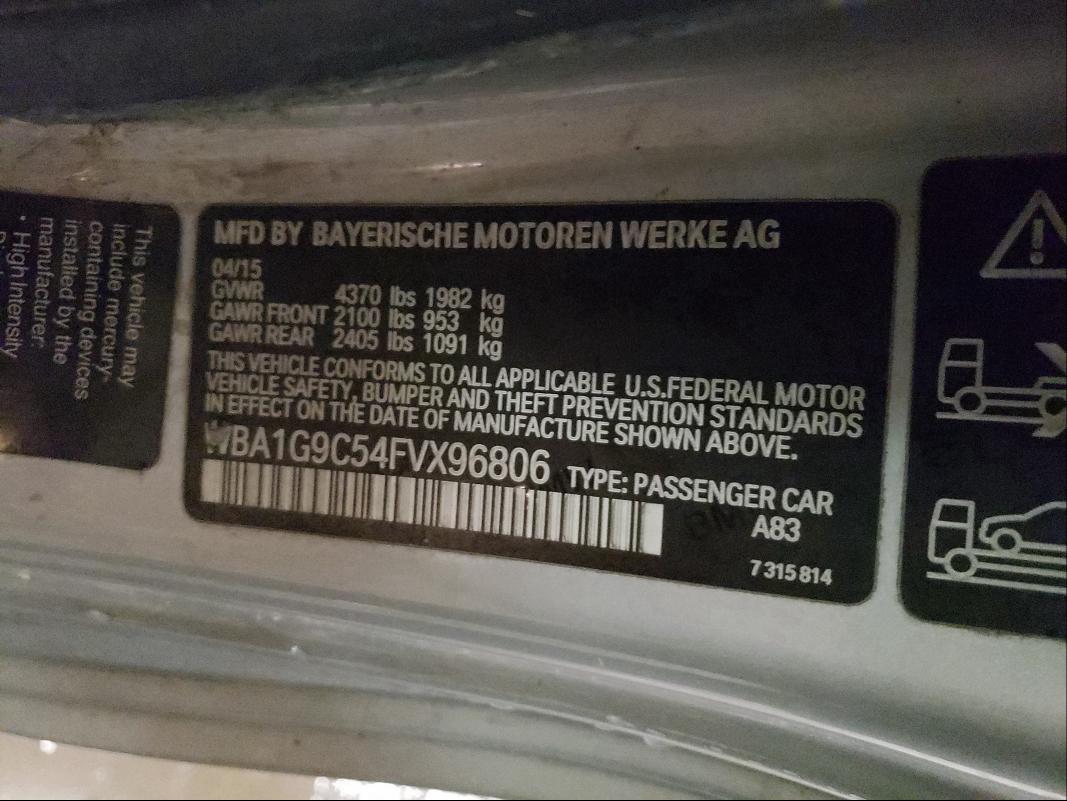 This vehicle may
include mercury-
containing devices
installed by the
manufacturer:
• High Intensity
MFD BY BAYERISCHE MOTOREN WERKE AG
04/15
GVWR 4370 lbs 1982 kg
GAWR FRONT 2100 lbs 953 kg
GAWR REAR 2405 lbs 1091 kg
THIS VEHICLE CONFORMS TO ALL APPLICABLE U.S.FEDERAL MOTOR
VEHICLE SAFETY, BUMPER AND THEFT PREVENTION STANDARDS
IN EFFECT ON THE DATE OF MANUFACTURE SHOWN ABOVE.
WBA1G9C54FVX96806 TYPE: PASSENGER CAR
A83
7 315 814